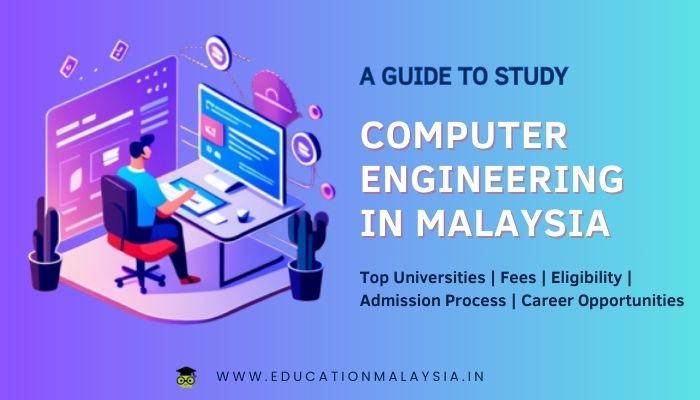 A GUIDE TO STUDY
COMPUTER
ENGINEERING
IN MALAYSIA
Top Universities | Fees | Eligibility |
Admission Process | Career Opportunities
WWW.EDUCATIONMALAYSIA.IN